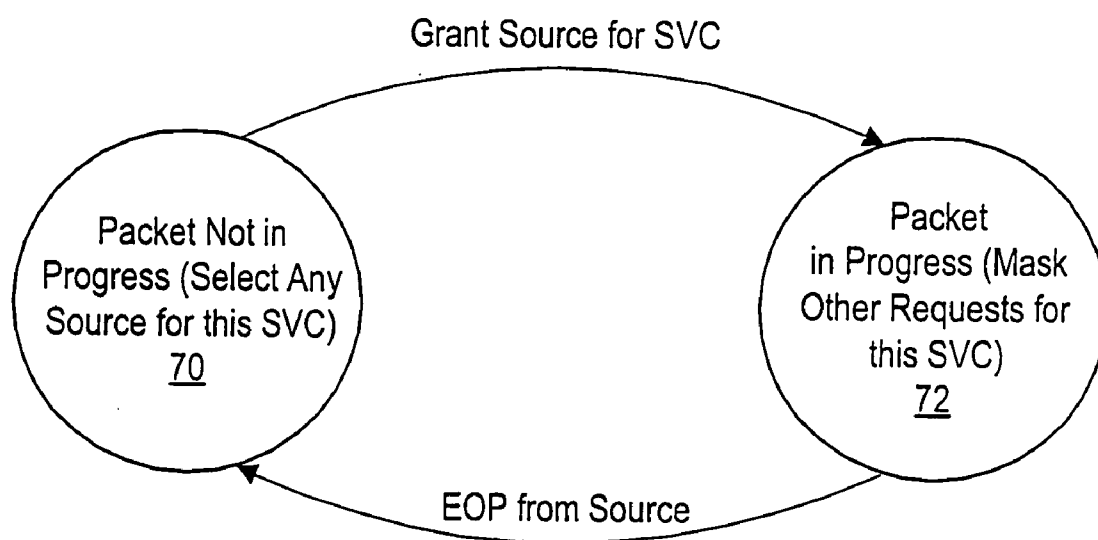 Grant Source for SVC
Packet Not in
Progress (Select Any
Source for this SVC)
70
Packet
in Progress (Mask
Other Requests for
this SVC)
72
EOP from Source